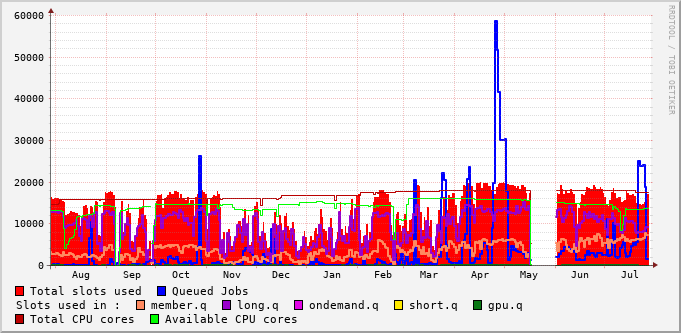 RRDTOOL / TOBI OETIKER
60000
50000
40000
30000
20000
10000
0
Aug Sep Oct Nov Dec Jan Feb Mar Apr May Jun Jul
Total slots used Queued Jobs
Slots used in : member.q long.q ondemand.q short.q gpu.q
Total CPU cores Available CPU cores